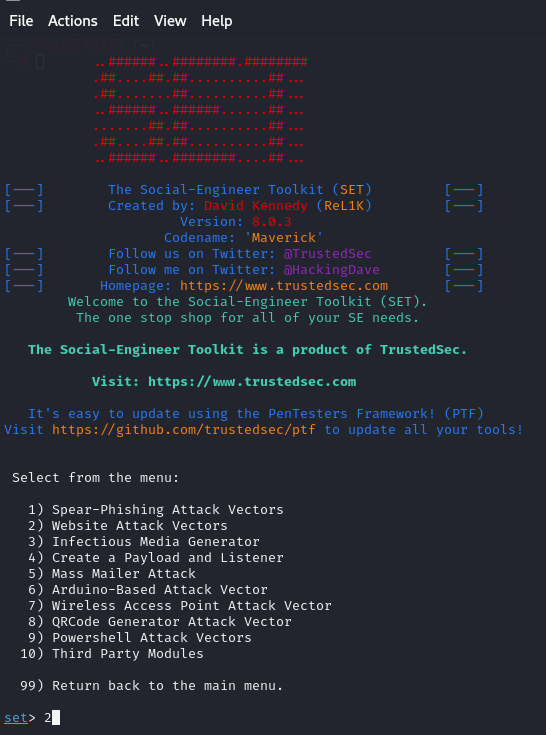 File Actions Edit View Help
..######..########.########
.##....##.##..........##...
.##.......##..........##...
..######..######......##...
.......##.##..........##...
.##....##.##..........##...
..######..########....##...
[---] The Social-Engineer Toolkit (SET) [---]
[---] Created by: David Kennedy (ReL1K) [---]
Version: 8.0.3
Codename: 'Maverick'
[---] Follow us on Twitter: @TrustedSec [---]
[---] Follow me on Twitter: @HackingDave [---]
[---] Homepage: https://www.trustedsec.com [---]
Welcome to the Social-Engineer Toolkit (SET).
The one stop shop for all of your SE needs.
The Social-Engineer Toolkit is a product of TrustedSec.
Visit: https://www.trustedsec.com
It's easy to update using the PenTesters Framework! (PTF)
Visit https://github.com/trustedsec/ptf to update all your tools!
Select from the menu:
1) Spear-Phishing Attack Vectors
2) Website Attack Vectors
3) Infectious Media Generator
4) Create a Payload and Listener
5) Mass Mailer Attack
6) Arduino-Based Attack Vector
7) Wireless Access Point Attack Vector
8) QRCode Generator Attack Vector
9) Powershell Attack Vectors
10) Third Party Modules
99) Return back to the main menu.
set> 2